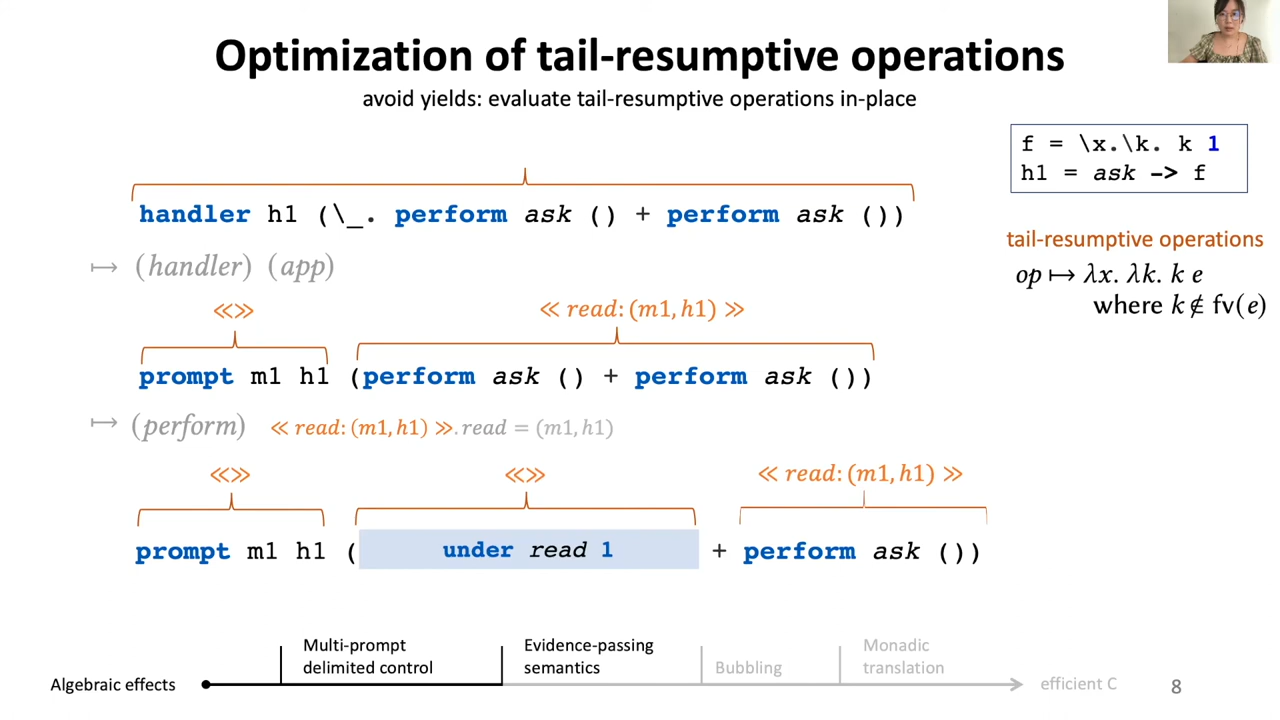 Optimization of tail-resumptive operations
avoid yields: evaluate tail-resumptive operations in-place
f = \x.\k. k 1
h1 = ask -> f
handler h1 (\_. perform ask () + perform ask ())
tail-resumptive operations
↦ (handler) (app)
op ↦ λx. λk. k e
where k ∉ fv(e)
≪≫ ≪ read: (m1, h1) ≫
prompt m1 h1 (perform ask () + perform ask ())
↦ (perform) ≪ read: (m1, h1) ≫.read = (m1, h1)
≪≫ ≪≫ ≪ read: (m1, h1) ≫
prompt m1 h1 ( under read 1 + perform ask ())
Multi-prompt
delimited control
Evidence-passing
semantics
Bubbling
Monadic
translation
Algebraic effects
efficient C
8